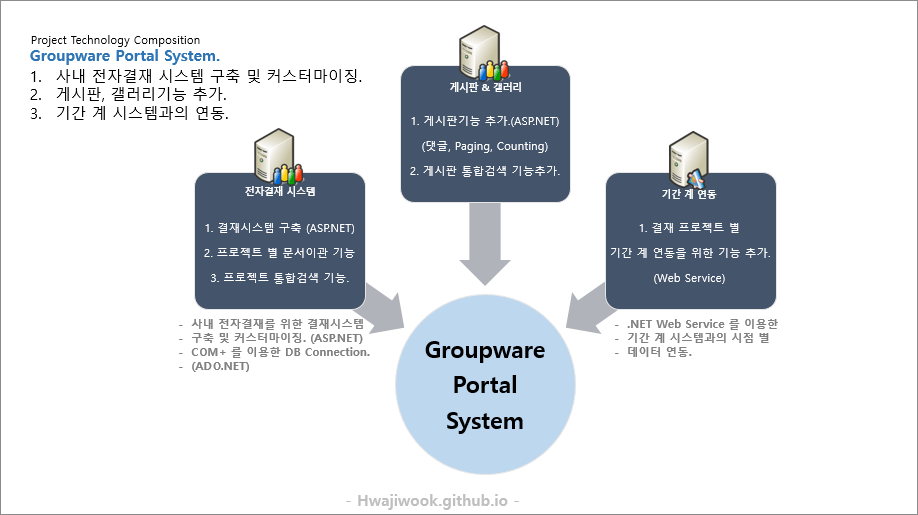 Project Technology Composition
Groupware Portal System.
1. 사내 전자결재 시스템 구축 및 커스터마이징.
2. 게시판, 갤러리기능 추가.
3. 기간 계 시스템과의 연동.
게시판 & 갤러리
1. 게시판기능 추가.(ASP.NET)
(댓글, Paging, Counting)
2. 게시판 통합검색 기능추가.
전자결재 시스템
1. 결재시스템 구축 (ASP.NET)
2. 프로젝트 별 문서이관 기능
3. 프로젝트 통합검색 기능.
기간 계 연동
1. 결재 프로젝트 별
기간 계 연동을 위한 기능 추가.
(Web Service)
- 사내 전자결재를 위한 결재시스템
- 구축 및 커스터마이징. (ASP.NET)
- COM+ 를 이용한 DB Connection.
- (ADO.NET)
- .NET Web Service 를 이용한
- 기간 계 시스템과의 시점 별
- 데이터 연동.
Groupware
Portal
System
- Hwajiwook.github.io -